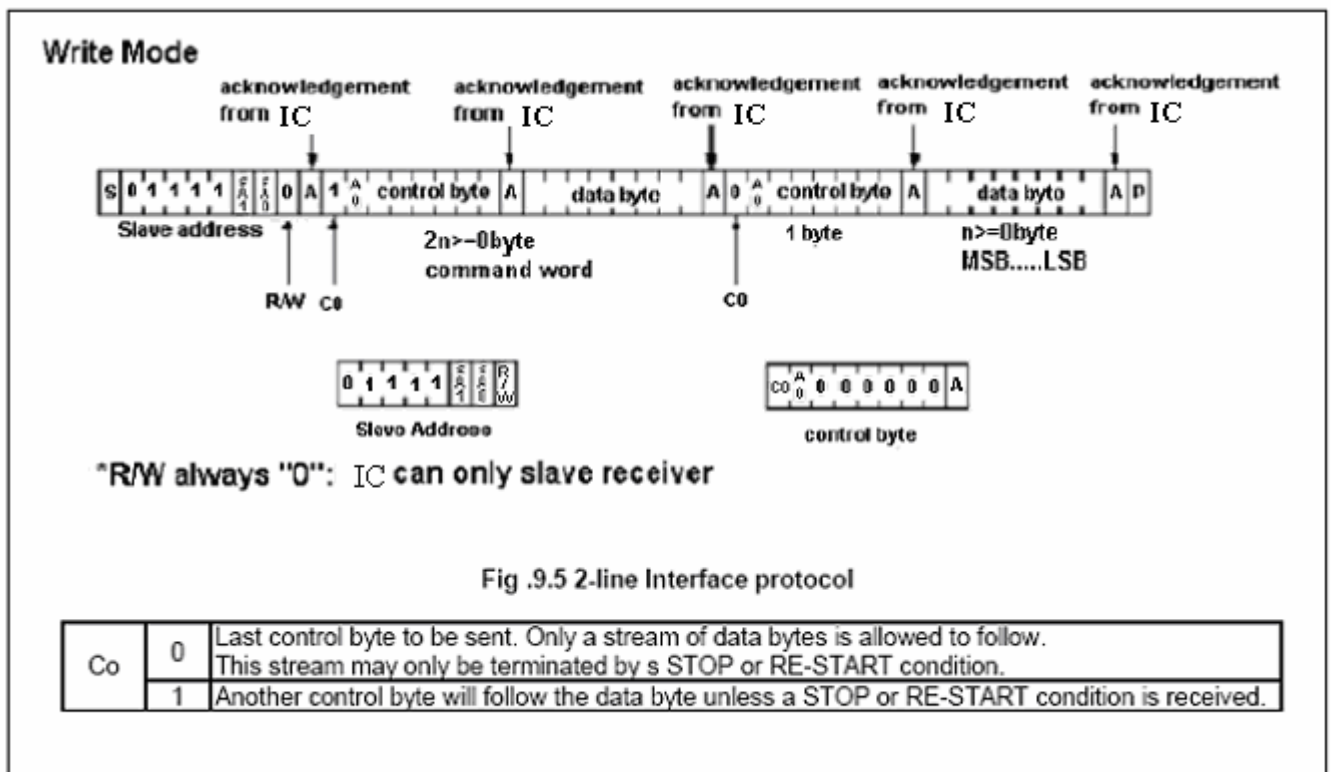 Write Mode
acknowledgement acknowledgement acknowledgement acknowledgement acknowledgement
from IC from IC from IC from IC from IC
S 0 1 1 1 1 SA1 SA0 0 A 1 A0 control byte A data byte A 0 A0 control byte A data byto A P
Slave address 2n>=0byte 1 byte n>=0byte
command word MSB.....LSB
R/W C0 C0
0 1 1 1 1 SA1 SA0 R/W C0 A0 0 0 0 0 0 0 A
Slave Address control byte
*R/W always "0": IC can only slave receiver
Fig .9.5 2-line Interface protocol
Co 0 Last control byte to be sent. Only a stream of data bytes is allowed to follow.
This stream may only be terminated by s STOP or RE-START condition.
1 Another control byte will follow the data byte unless a STOP or RE-START condition is received.